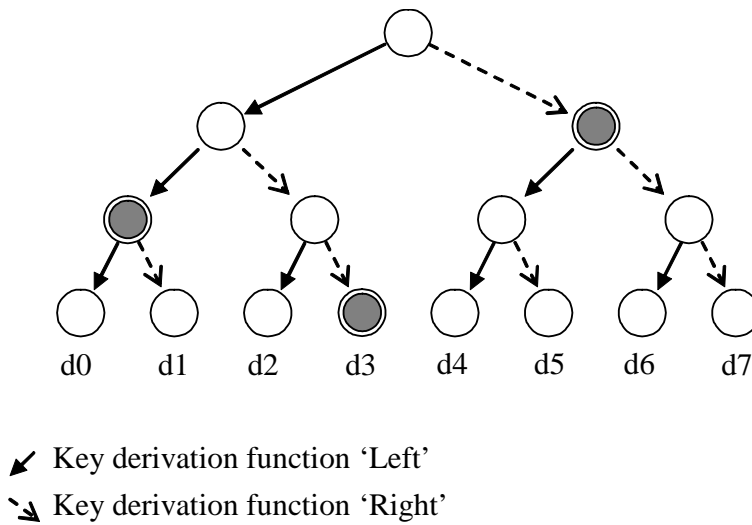 d0 d1 d2 d3 d4 d5 d6 d7
Key derivation function ‘Left’
Key derivation function ‘Right’